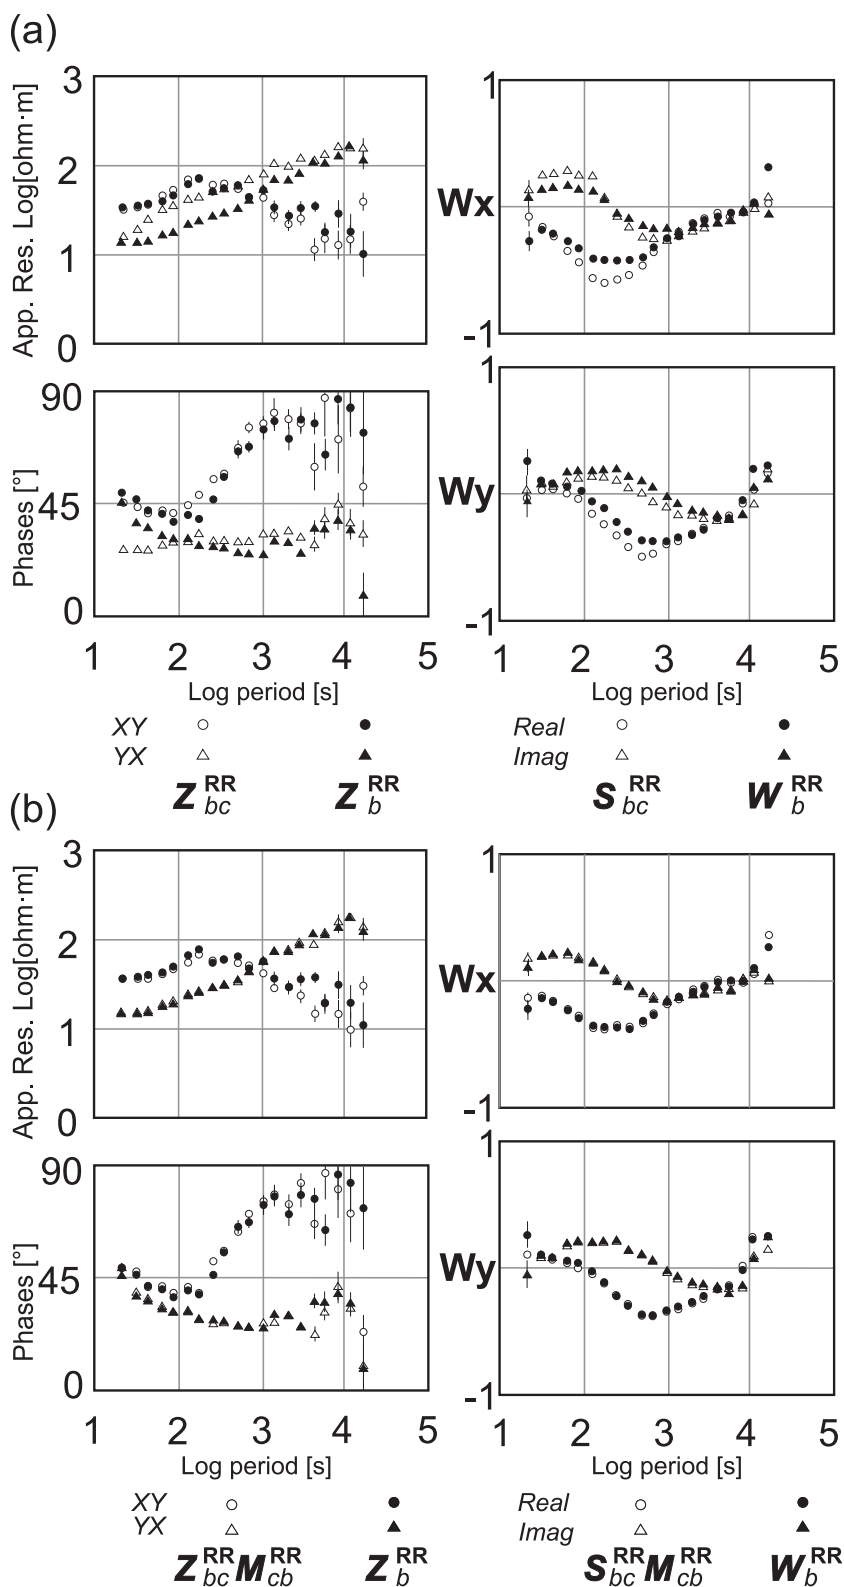 (a)
3
2
1
0
App. Res. Log[ohm·m]
1
Wx
-1
90
45
0
Phases [°]
1
Wy
-1
1 2 3 4 5
Log period [s]
1 2 3 4 5
Log period [s]
XY
YX
Z RR bc
Z RR b
Real
Imag
S RR bc
W RR b
(b)
3
2
1
0
App. Res. Log[ohm·m]
1
Wx
-1
90
45
0
Phases [°]
1
Wy
-1
1 2 3 4 5
Log period [s]
1 2 3 4 5
Log period [s]
XY
YX
Z RR bc M RR cb
Z RR b
Real
Imag
S RR bc M RR cb
W RR b